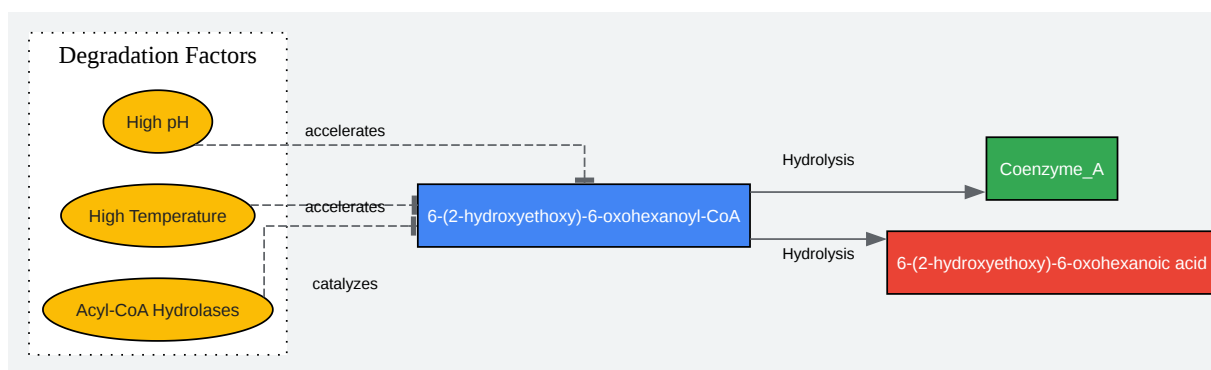 Degradation Factors
High pH
accelerates
High Temperature
accelerates
Acyl-CoA Hydrolases
catalyzes
6-(2-hydroxyethoxy)-6-oxohexanoyl-CoA
Hydrolysis
Coenzyme_A
Hydrolysis
6-(2-hydroxyethoxy)-6-oxohexanoic acid